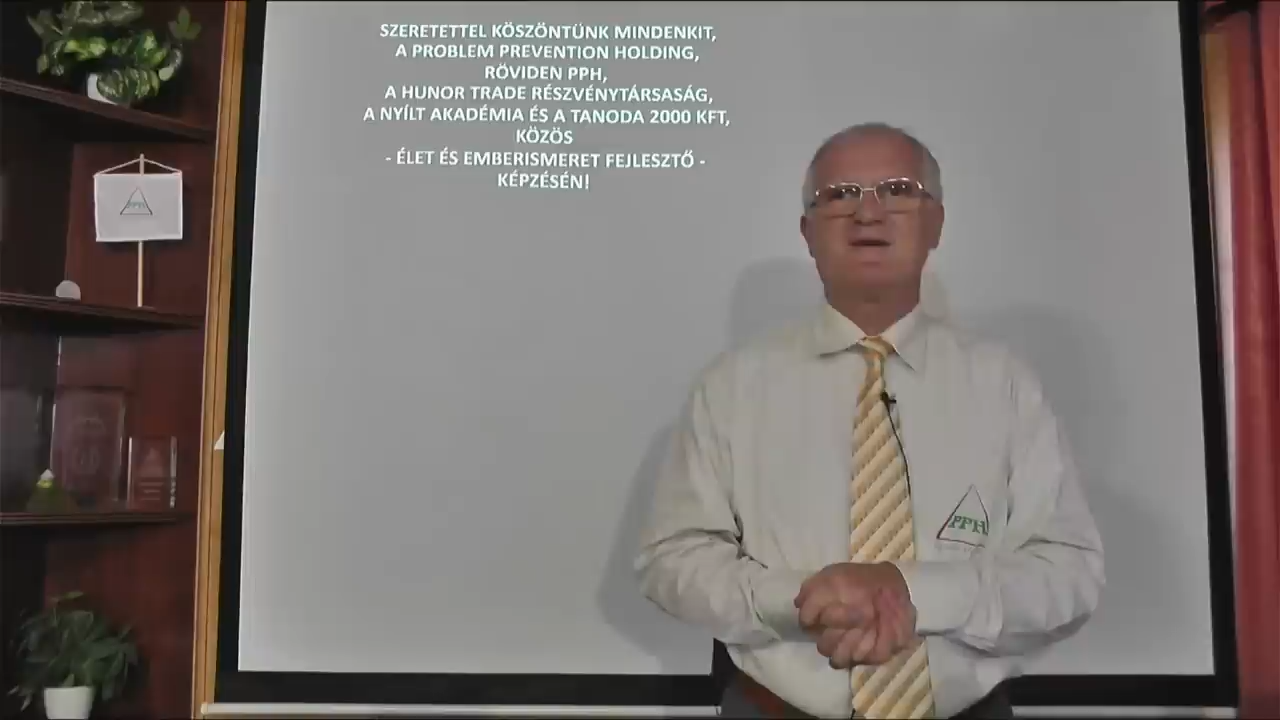 SZERETETTEL KÖSZÖNTÜNK MINDENKIT,
A PROBLEM PREVENTION HOLDING,
RÖVIDEN PPH,
A HUNOR TRADE RÉSZVÉNYTÁRSASÁG,
A NYÍLT AKADÉMIA ÉS A TANODA 2000 KFT,
KÖZÖS
- ÉLET ÉS EMBERISMERET FEJLESZTŐ -
KÉPZÉSÉN!
PPH
PPH